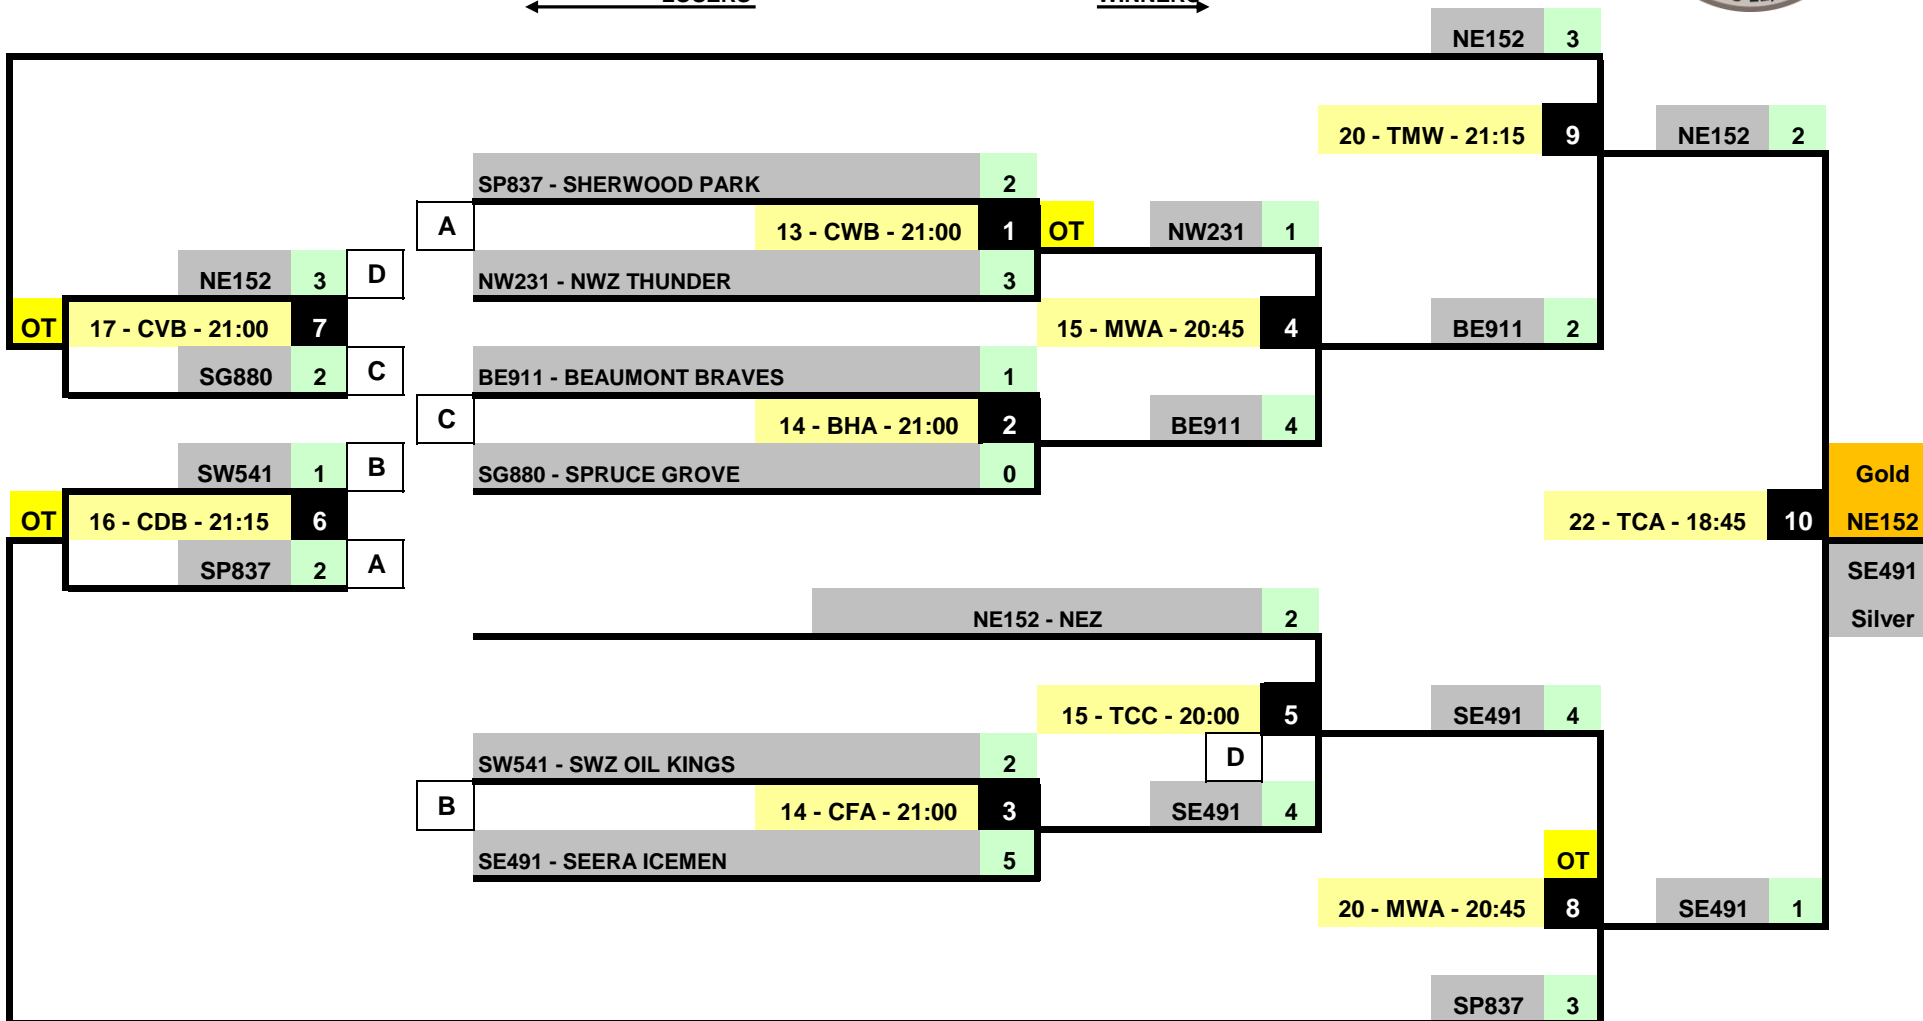 LOSERS WINNERS
NE152 3
20 - TMW - 21:15 9 NE152 2
SP837 - SHERWOOD PARK 2
A 13 - CWB - 21:00 1 OT NW231 1
NE152 3 D NW231 - NWZ THUNDER 3
OT 17 - CVB - 21:00 7 15 - MWA - 20:45 4 BE911 2
SG880 2 C BE911 - BEAUMONT BRAVES 1
C 14 - BHA - 21:00 2 BE911 4
SW541 1 B SG880 - SPRUCE GROVE 0 Gold
OT 16 - CDB - 21:15 6 22 - TCA - 18:45 10 NE152
SP837 2 A SE491
NE152 - NEZ 2 Silver
15 - TCC - 20:00 5 SE491 4
SW541 - SWZ OIL KINGS 2 D
B 14 - CFA - 21:00 3 SE491 4
SE491 - SEERA ICEMEN 5 OT
20 - MWA - 20:45 8 SE491 1
SP837 3